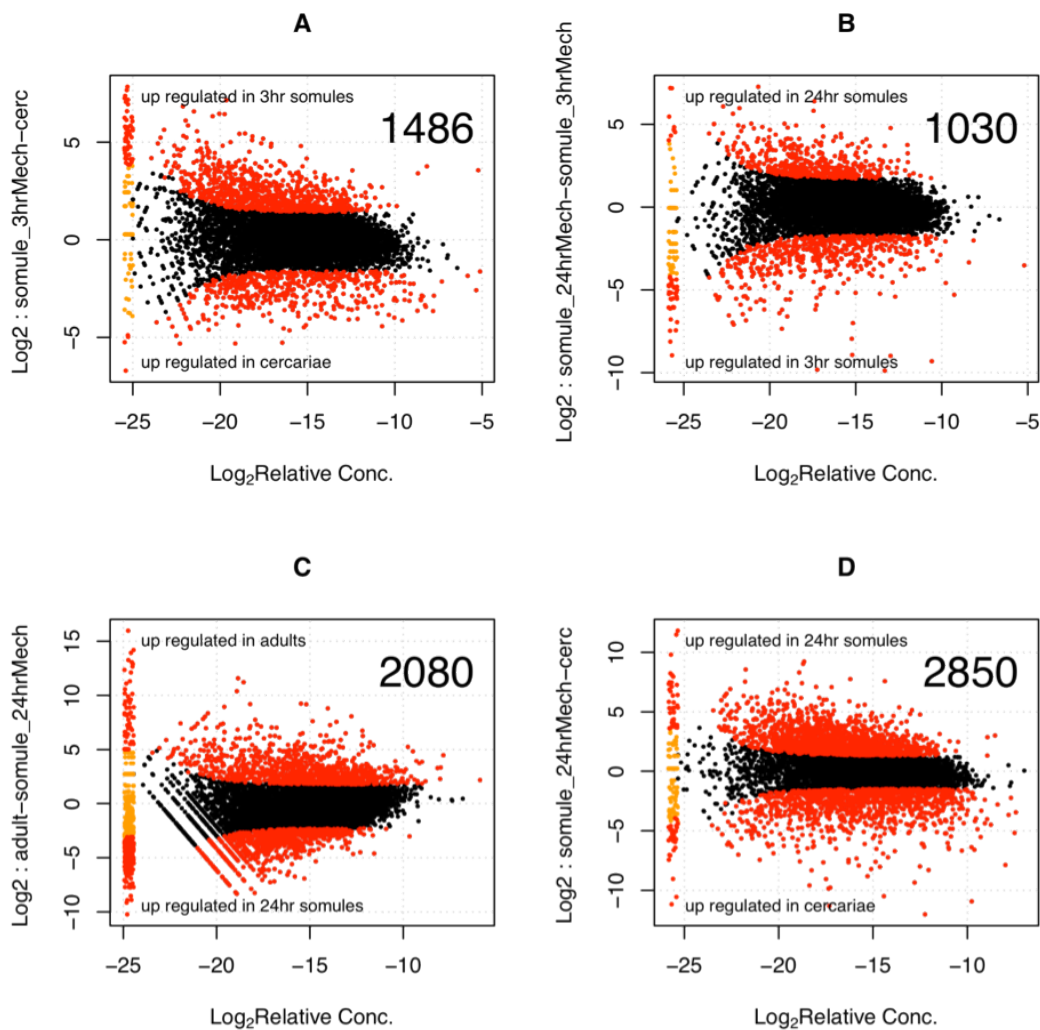 A
Log2 : somule_3hrMech−cerc
up regulated in 3hr somules
1486
5
0
−5
up regulated in cercariae
−25 −20 −15 −10 −5
Log₂Relative Conc.
B
Log2 : somule_24hrMech−somule_3hrMech
up regulated in 24hr somules
1030
5
0
−5
−10
up regulated in 3hr somules
−25 −20 −15 −10 −5
Log₂Relative Conc.
C
Log2 : adult−somule_24hrMech
up regulated in adults
2080
15
10
5
0
−5
−10
up regulated in 24hr somules
−25 −20 −15 −10
Log₂Relative Conc.
D
Log2 : somule_24hrMech−cerc
up regulated in 24hr somules
2850
10
5
0
−5
−10
up regulated in cercariae
−25 −20 −15 −10
Log₂Relative Conc.